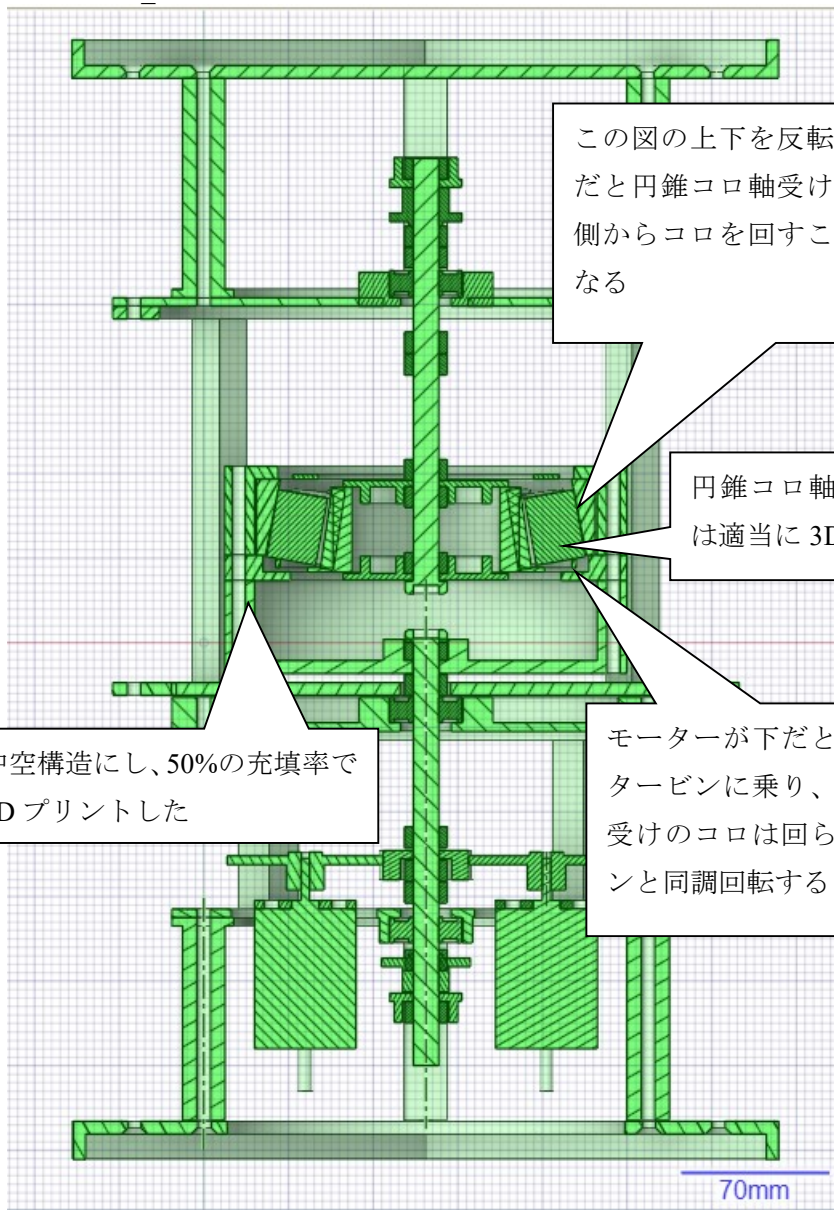 この図の上下を反転
だと円錐コロ軸受け
側からコロを回すこ
なる
円錐コロ軸
は適当に 3D
中空構造にし、50%の充填率で
D プリントした
モーターが下だと
タービンに乗り、
受けのコロは回ら
ンと同調回転する
70mm